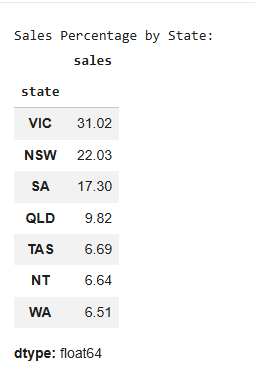 Sales Percentage by State:
sales
state
VIC 31.02
NSW 22.03
SA 17.30
QLD 9.82
TAS 6.69
NT 6.64
WA 6.51
dtype: float64